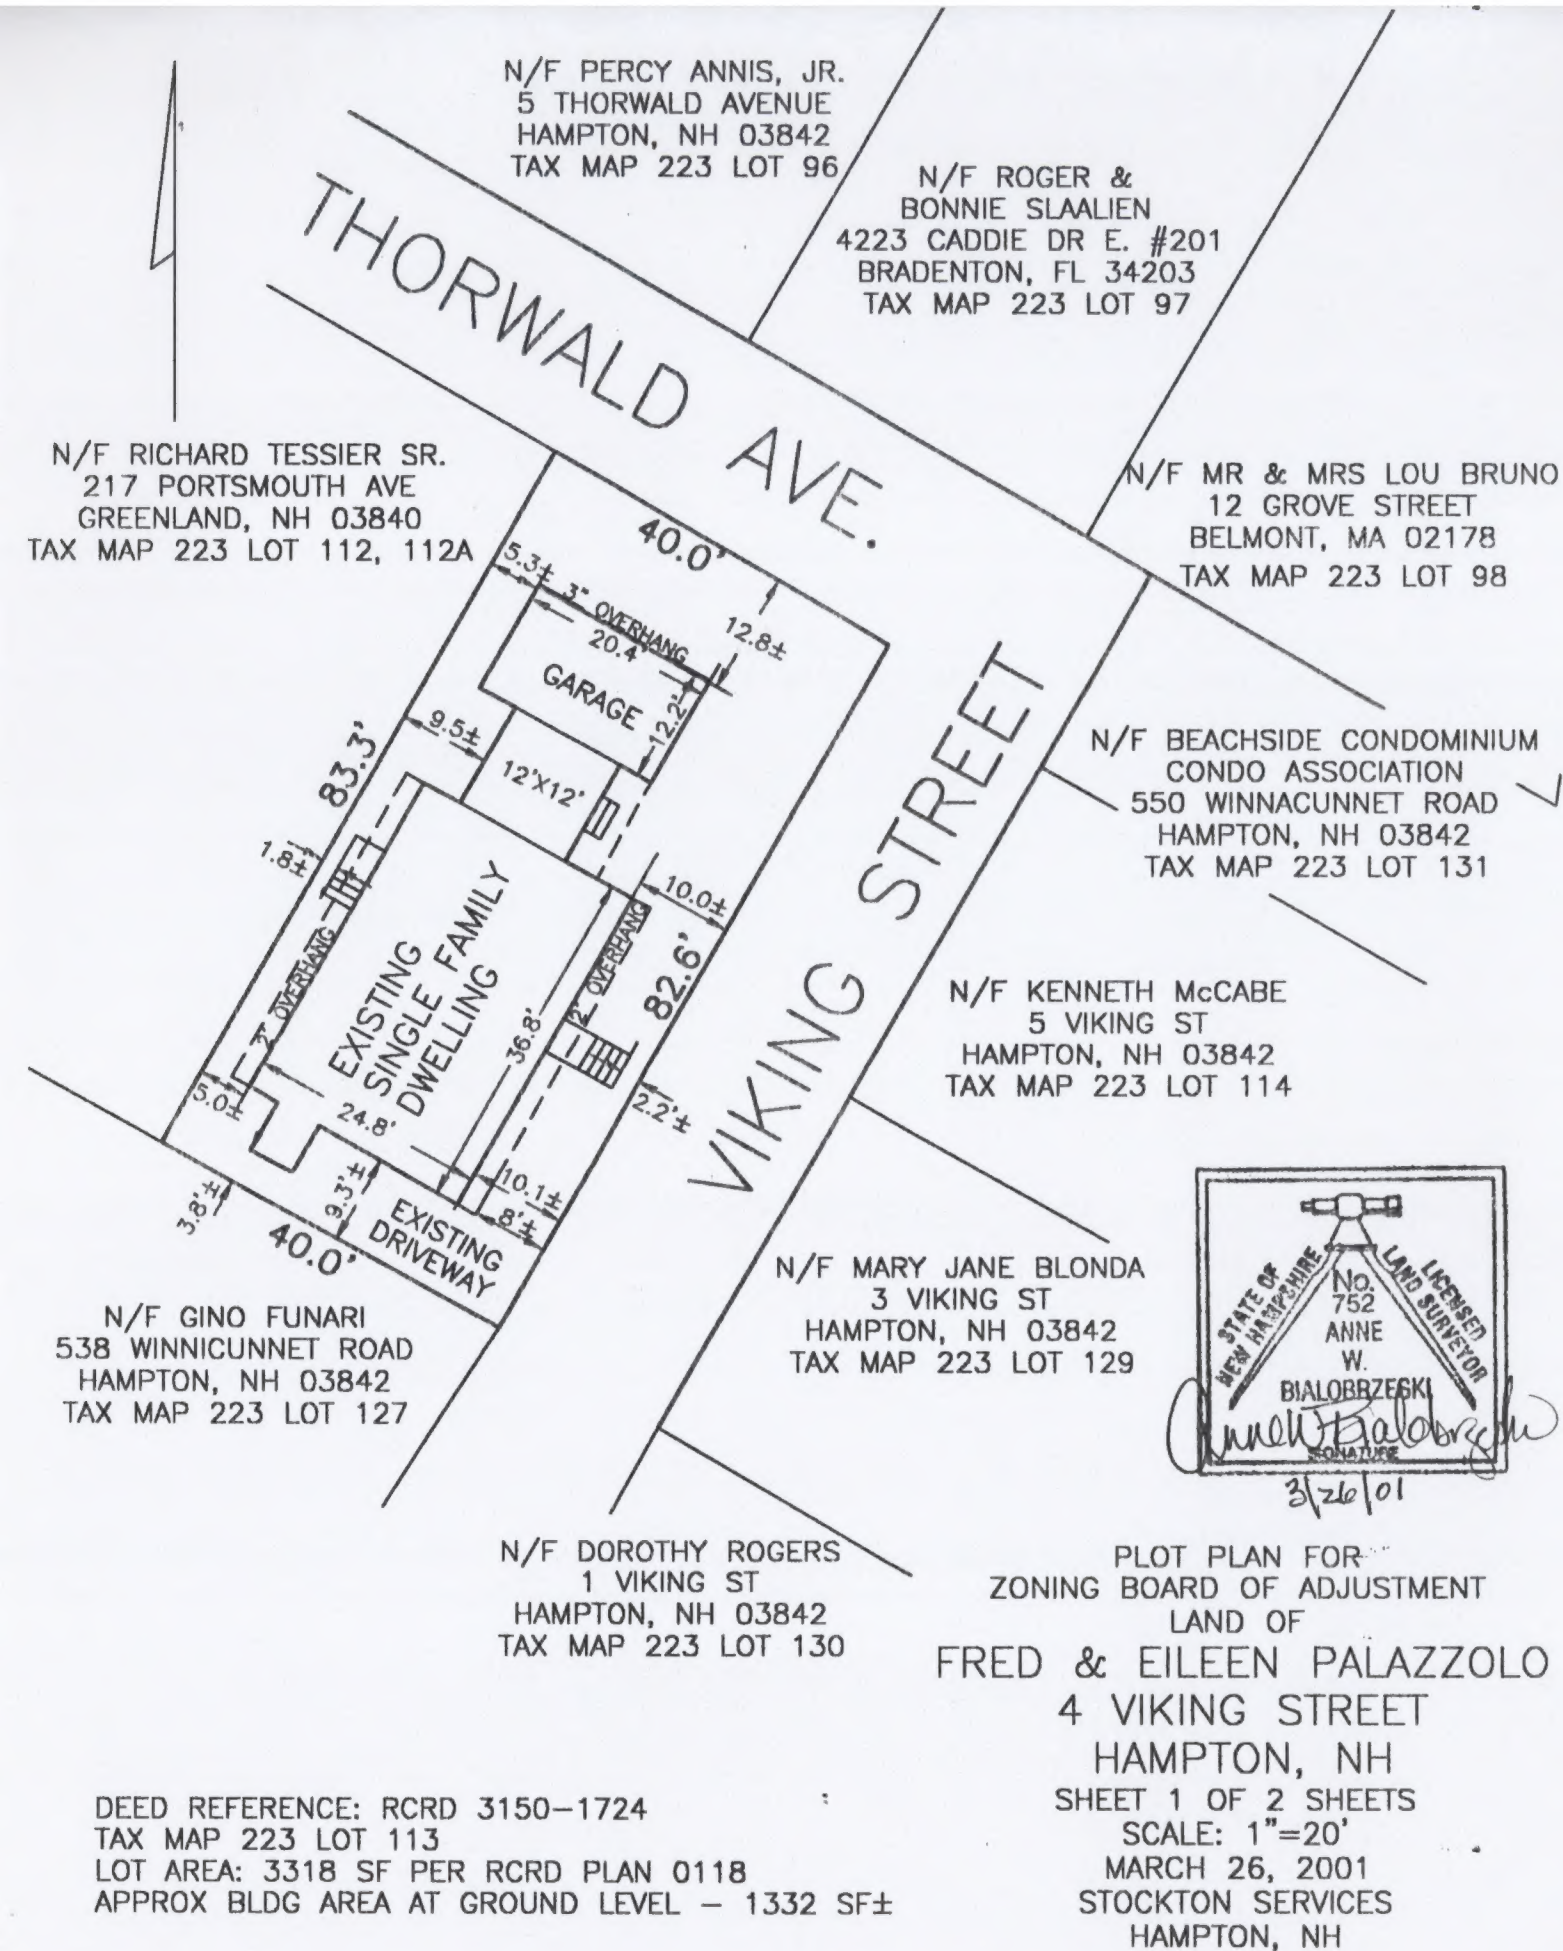 N/F PERCY ANNIS, JR.
5 THORWALD AVENUE
HAMPTON, NH 03842
TAX MAP 223 LOT 96
N/F ROGER &
BONNIE SLAALIEN
4223 CADDIE DR E. #201
BRADENTON, FL 34203
TAX MAP 223 LOT 97
THORWALD AVE.
N/F RICHARD TESSIER SR.
217 PORTSMOUTH AVE
GREENLAND, NH 03840
TAX MAP 223 LOT 112, 112A
N/F MR & MRS LOU BRUNO
12 GROVE STREET
BELMONT, MA 02178
TAX MAP 223 LOT 98
40.0'
5.3±
3" OVERHANG
20.4'
12.8±
GARAGE
12.2'
9.5±
83.3'
12'X12'
VIKING STREET
N/F BEACHSIDE CONDOMINIUM
CONDO ASSOCIATION
550 WINNACUNNET ROAD
HAMPTON, NH 03842
TAX MAP 223 LOT 131
1.8±
10.0±
2' OVERHANG
EXISTING
SINGLE FAMILY
DWELLING
2' OVERHANG
82.6'
36.8'
N/F KENNETH McCABE
5 VIKING ST
HAMPTON, NH 03842
TAX MAP 223 LOT 114
5.0±
24.8'
2.2'±
10.1±
8'±
9.3'±
3.8'±
40.0'
EXISTING
DRIVEWAY
N/F GINO FUNARI
538 WINNICUNNET ROAD
HAMPTON, NH 03842
TAX MAP 223 LOT 127
N/F MARY JANE BLONDA
3 VIKING ST
HAMPTON, NH 03842
TAX MAP 223 LOT 129
STATE OF
NEW HAMPSHIRE
LICENSED
LAND SURVEYOR
No.
752
ANNE
W.
BIALOBRZESKI
Anne W Bialobrzeski
SIGNATURE
3/26/01
N/F DOROTHY ROGERS
1 VIKING ST
HAMPTON, NH 03842
TAX MAP 223 LOT 130
PLOT PLAN FOR
ZONING BOARD OF ADJUSTMENT
LAND OF
FRED & EILEEN PALAZZOLO
4 VIKING STREET
HAMPTON, NH
SHEET 1 OF 2 SHEETS
SCALE: 1"=20'
MARCH 26, 2001
STOCKTON SERVICES
HAMPTON, NH
DEED REFERENCE: RCRD 3150-1724
TAX MAP 223 LOT 113
LOT AREA: 3318 SF PER RCRD PLAN 0118
APPROX BLDG AREA AT GROUND LEVEL - 1332 SF±